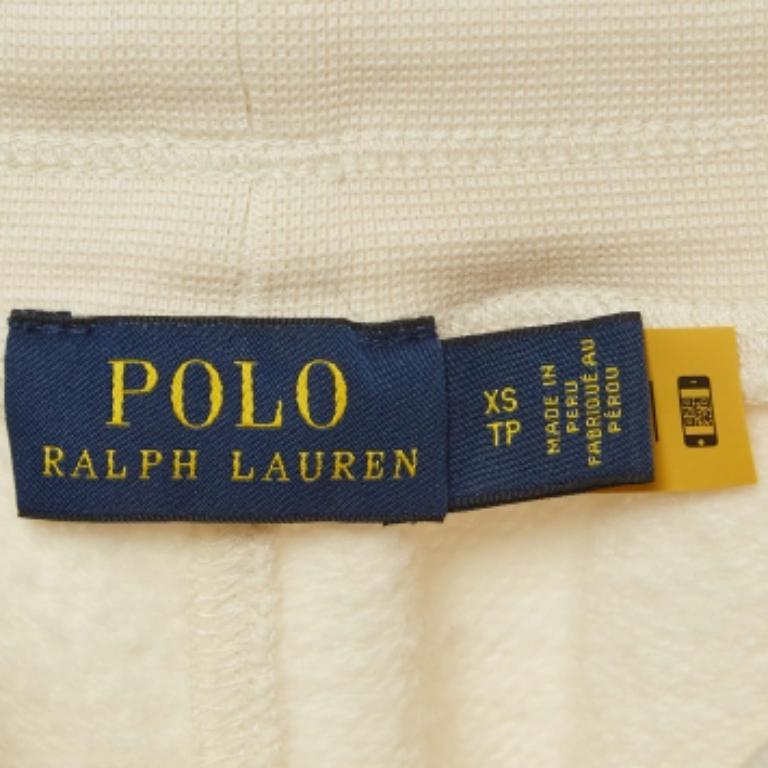 POLO
RALPH LAUREN
XS
TP
MADE IN
PERU
FABRIQUÉ AU
PÉROU